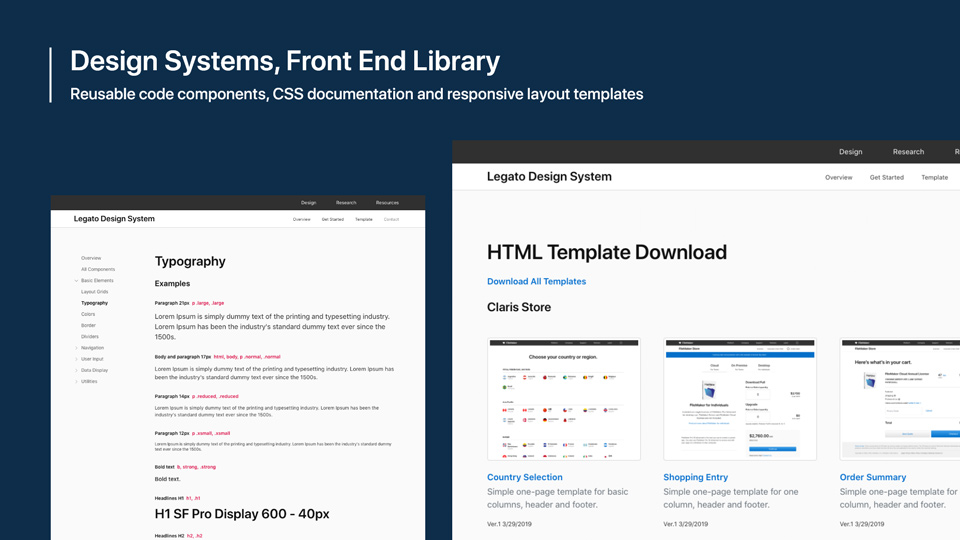 Design Systems, Front End Library
Reusable code components, CSS documentation and responsive layout templates
Design Research Resources
Legato Design System
Overview Get Started Template Contact
Overview
All Components
Basic Elements
Layout Grids
Typography
Colors
Border
Dividers
Navigation
User Input
Data Display
Utilities
Typography
Examples
Paragraph 21px p .large, .large
Lorem Ipsum is simply dummy text of the printing and typesetting industry.
Lorem Ipsum has been the industry's standard dummy text ever since the
1500s.
Body and paragraph 17px html, body, p .normal, .normal
Lorem Ipsum is simply dummy text of the printing and typesetting industry. Lorem Ipsum has
been the industry's standard dummy text ever since the 1500s.
Paragraph 14px p .reduced, .reduced
Lorem Ipsum is simply dummy text of the printing and typesetting industry. Lorem Ipsum has been the industry's
standard dummy text ever since the 1500s.
Paragraph 12px p .xsmall, .xsmall
Lorem Ipsum is simply dummy text of the printing and typesetting industry. Lorem Ipsum has been the industry's standard dummy
text ever since the 1500s.
Bold text b, strong, .strong
Bold text.
Headlines H1 h1, .h1
H1 SF Pro Display 600 - 40px
Headlines H2 h2, .h2
Design Research R
Legato Design System
Overview Get Started Template
HTML Template Download
Download All Templates
Claris Store
Choose your country or region.
FileMaker for Individuals
$2,760.00
Here's what's in your cart.
Total
Country Selection
Simple one-page template for basic
columns, header and footer.
Ver.1 3/29/2019
Shopping Entry
Simple one-page template for one
column, header and footer.
Ver.1 3/29/2019
Order Summary
Simple one-page template for
column, header and footer.
Ver.1 3/29/2019